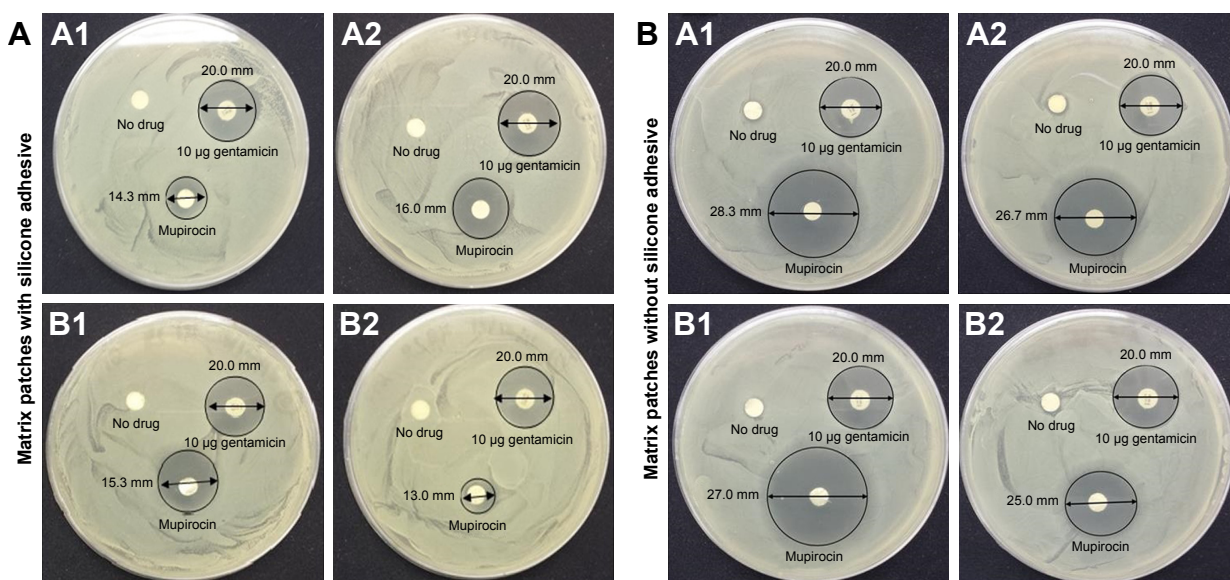 A
Matrix patches with silicone adhesive
A1
20.0 mm
No drug
10 µg gentamicin
14.3 mm
Mupirocin
A2
20.0 mm
No drug
10 µg gentamicin
16.0 mm
Mupirocin
B1
20.0 mm
No drug
10 µg gentamicin
15.3 mm
Mupirocin
B2
20.0 mm
No drug
10 µg gentamicin
13.0 mm
Mupirocin
B
Matrix patches without silicone adhesive
A1
20.0 mm
No drug
10 µg gentamicin
28.3 mm
Mupirocin
A2
20.0 mm
No drug
10 µg gentamicin
26.7 mm
Mupirocin
B1
20.0 mm
No drug
10 µg gentamicin
27.0 mm
Mupirocin
B2
20.0 mm
No drug
10 µg gentamicin
25.0 mm
Mupirocin